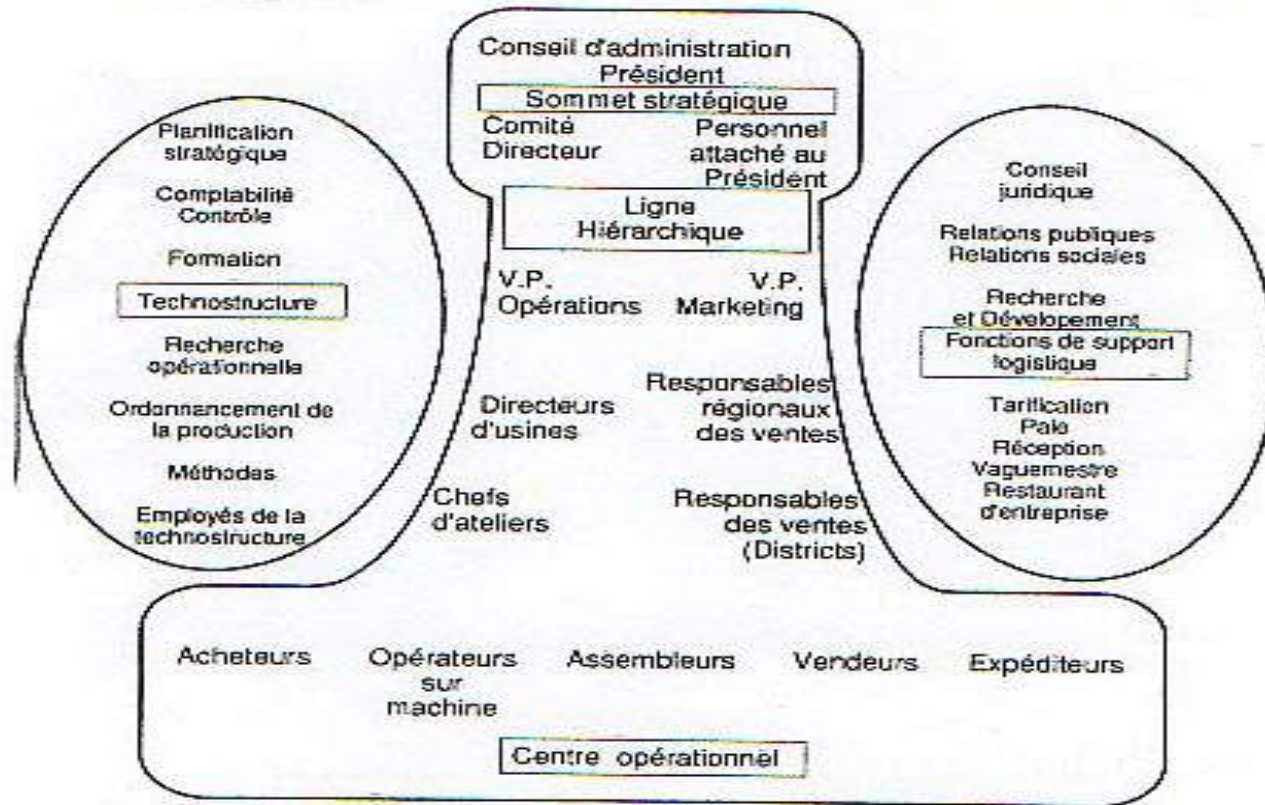 Conseil d'administration
Président
Sommet stratégique
Comité
Directeur
Personnel
attaché au
Président
Ligne
Hiérarchique
V.P.
Opérations
V.P.
Marketing
Directeurs
d'usines
Responsables
régionaux
des ventes
Chefs
d'ateliers
Responsables
des ventes
(Districts)
Planification
stratégique
Comptabilité
Contrôle
Formation
Technostructure
Recherche
opérationnelle
Ordonnancement de
la production
Méthodes
Employés de la
technostructure
Conseil
juridique
Relations publiques
Relations sociales
Recherche
et Dévelopement
Fonctions de support
logistique
Tarification
Paie
Réception
Vaguemestre
Restaurant
d'entreprise
Acheteurs
Opérateurs
sur
machine
Assembleurs
Vendeurs
Expéditeurs
Centre opérationnel